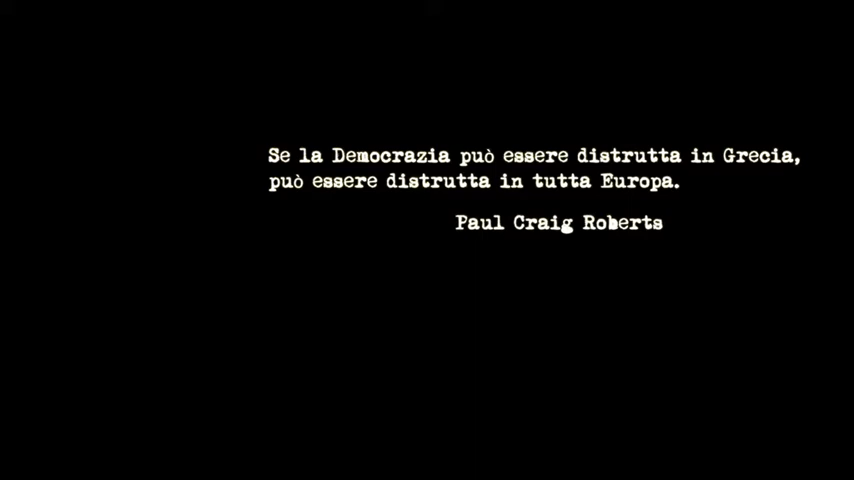 Se la Democrazia può essere distrutta in Grecia,
può essere distrutta in tutta Europa.
Paul Craig Roberts